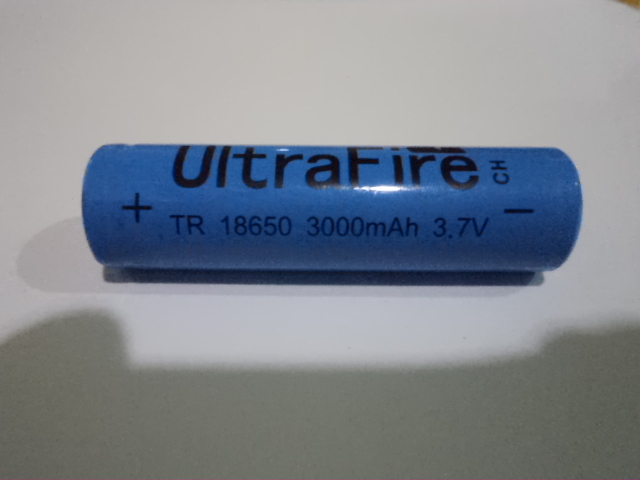 UltraFire CH
+ TR 18650 3000mAh 3.7V -